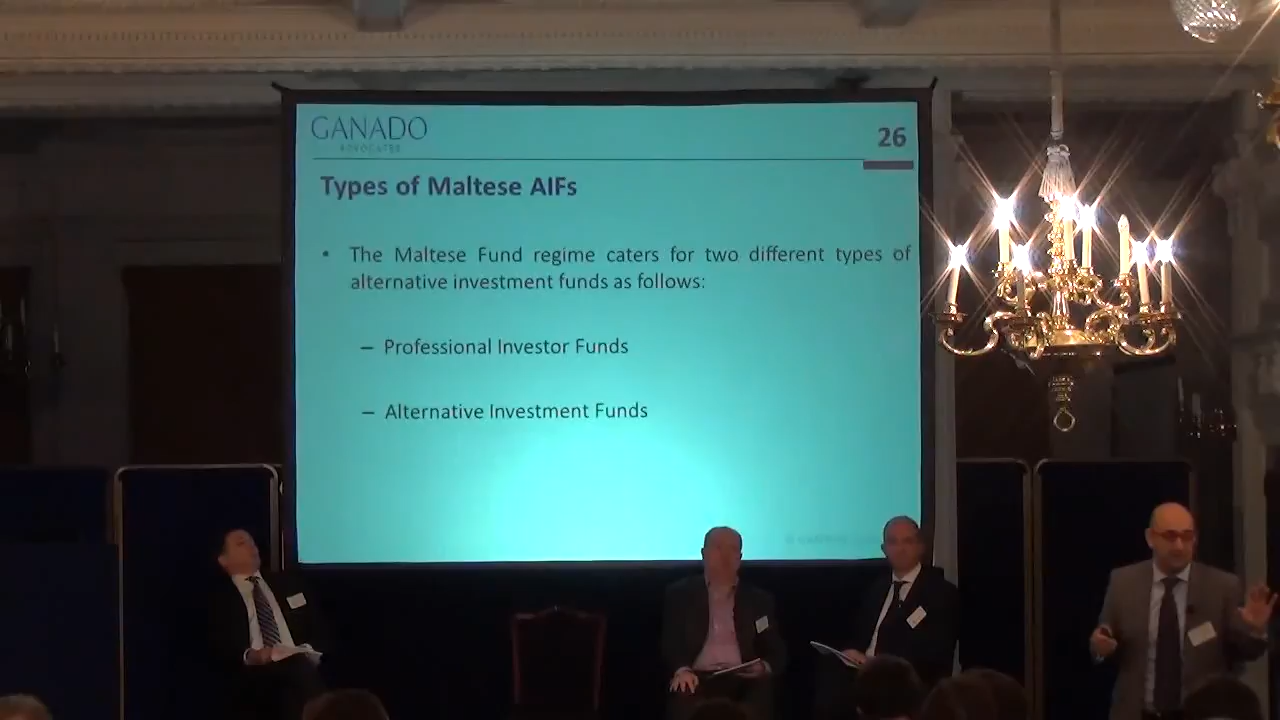 GANADO
ADVOCATES
26
Types of Maltese AIFs
• The Maltese Fund regime caters for two different types of
alternative investment funds as follows:
– Professional Investor Funds
– Alternative Investment Funds